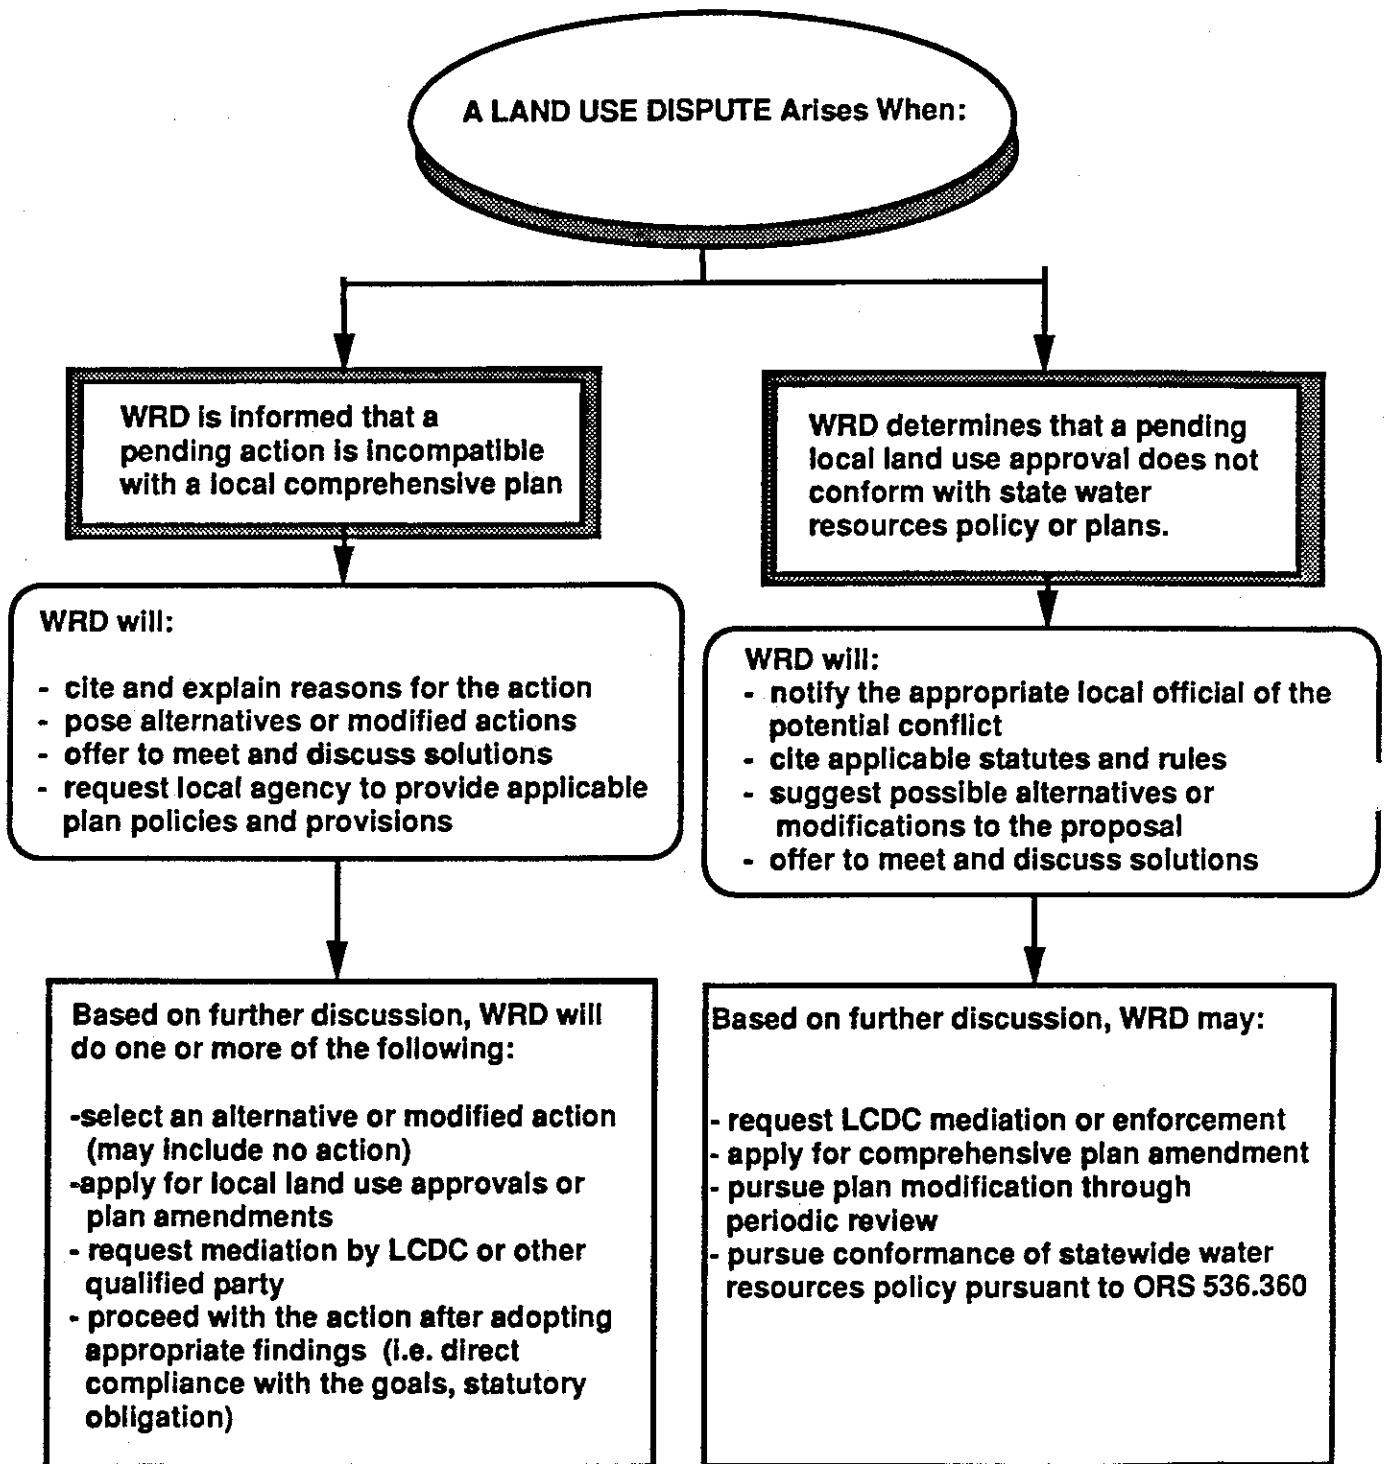 A LAND USE DISPUTE Arises When:
WRD is informed that a
pending action is incompatible
with a local comprehensive plan
WRD will:
- cite and explain reasons for the action
- pose alternatives or modified actions
- offer to meet and discuss solutions
- request local agency to provide applicable
plan policies and provisions
Based on further discussion, WRD will
do one or more of the following:
-select an alternative or modified action
(may include no action)
-apply for local land use approvals or
plan amendments
- request mediation by LCDC or other
qualified party
- proceed with the action after adopting
appropriate findings (i.e. direct
compliance with the goals, statutory
obligation)
WRD determines that a pending
local land use approval does not
conform with state water
resources policy or plans.
WRD will:
- notify the appropriate local official of the
potential conflict
- cite applicable statutes and rules
- suggest possible alternatives or
modifications to the proposal
- offer to meet and discuss solutions
Based on further discussion, WRD may:
- request LCDC mediation or enforcement
- apply for comprehensive plan amendment
- pursue plan modification through
periodic review
- pursue conformance of statewide water
resources policy pursuant to ORS 536.360